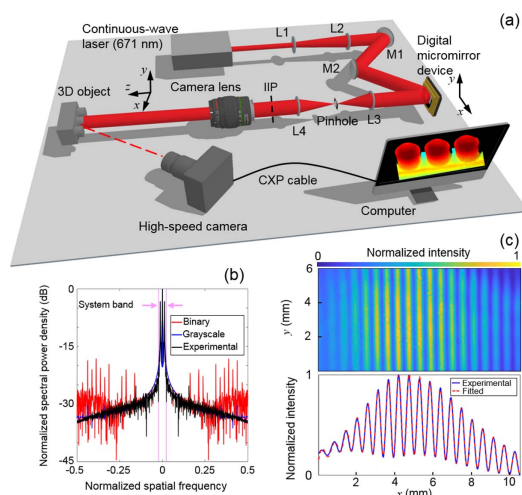 (a)
Continuous-wave
laser (671 nm)
L1
L2
M1
M2
Digital
micromirror
device
3D object
y
z
x
Camera lens
IIP
L4
Pinhole
L3
y
x
CXP cable
High-speed camera
Computer
(b)
Normalized spectral power density (dB)
0
-15
-30
-45
System band
Binary
Grayscale
Experimental
-0.5
-0.25
0
0.25
0.5
Normalized spatial frequency
(c)
Normalized intensity
0
1
y (mm)
6
4
2
Normalized intensity
1
0
Experimental
Fitted
2
4
6
8
10
x (mm)